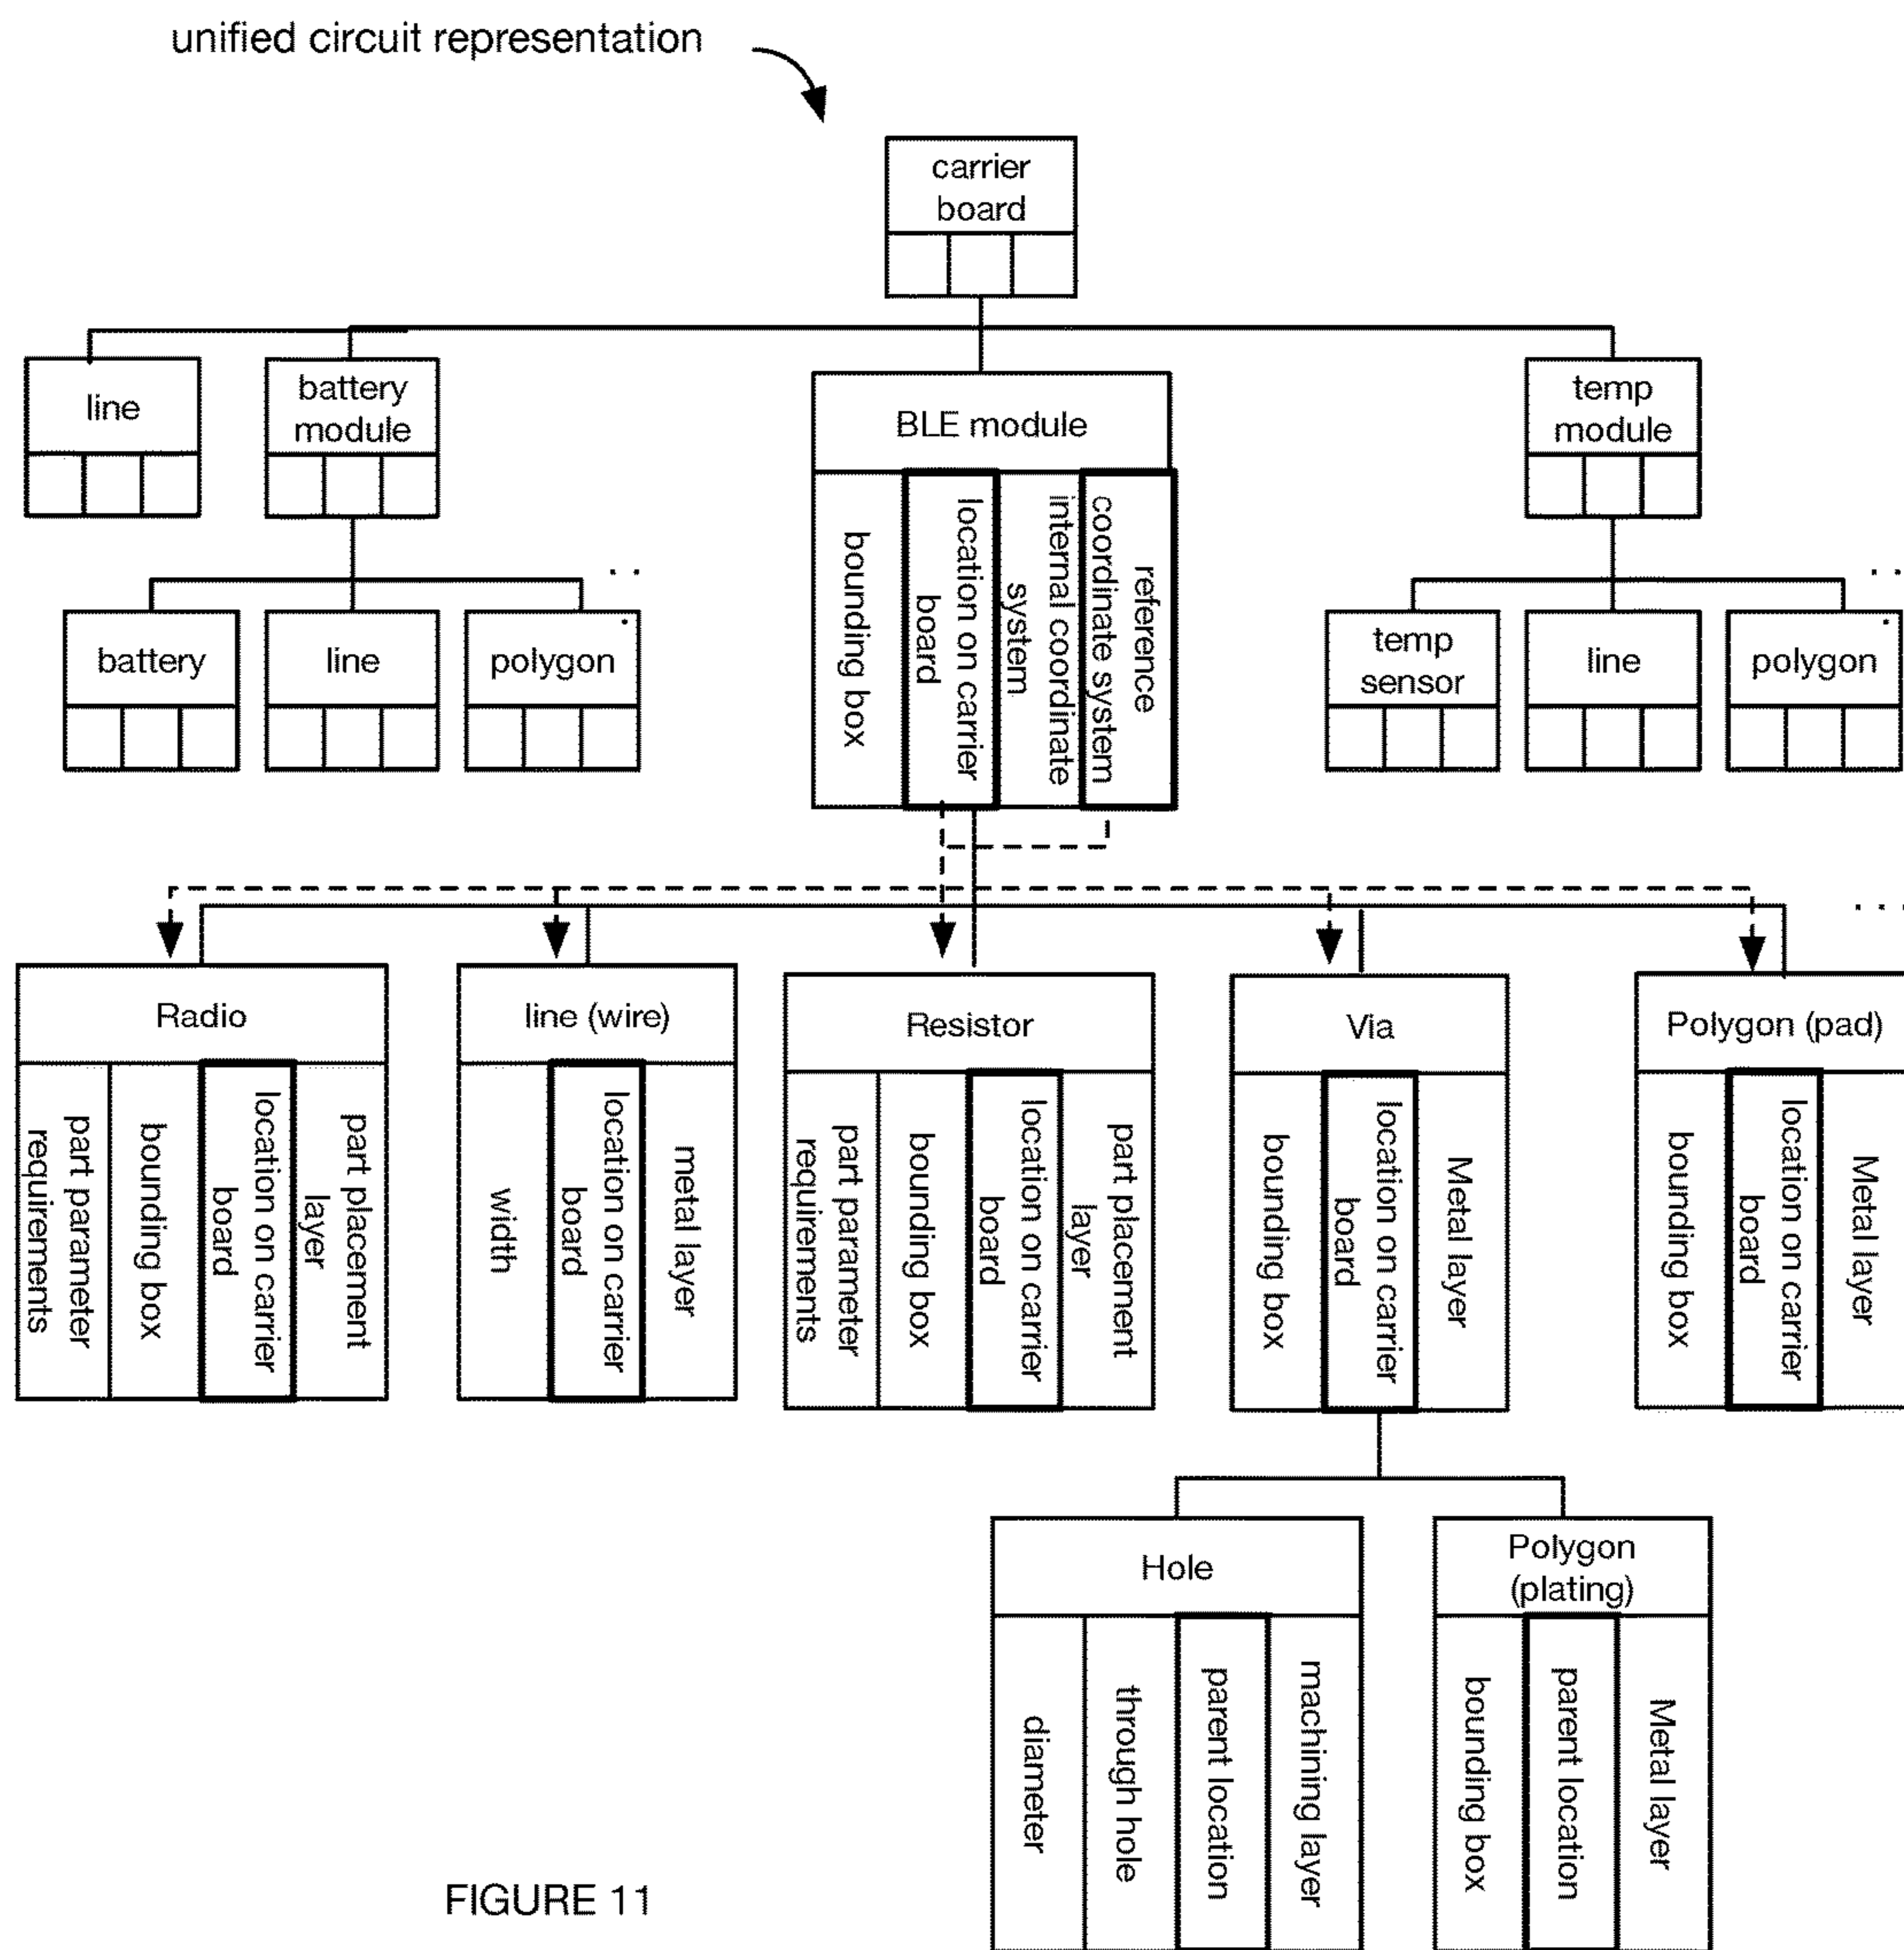 unified circuit representation
carrier
board
line
battery
module
BLE module
temp
module
bounding box
location on carrier
board
internal coordinate
system
reference
coordinate system
. .
battery
line
polygon
.
. .
temp
sensor
line
polygon
.
. . .
Radio
line (wire)
Resistor
Via
Polygon (pad)
part parameter
requirements
bounding box
location on carrier
board
part placement
layer
width
location on carrier
board
metal layer
part parameter
requirements
bounding box
location on carrier
board
part placement
layer
bounding box
location on carrier
board
Metal layer
bounding box
location on carrier
board
Metal layer
Hole
Polygon
(plating)
diameter
through hole
parent location
machining layer
bounding box
parent location
Metal layer
FIGURE 11